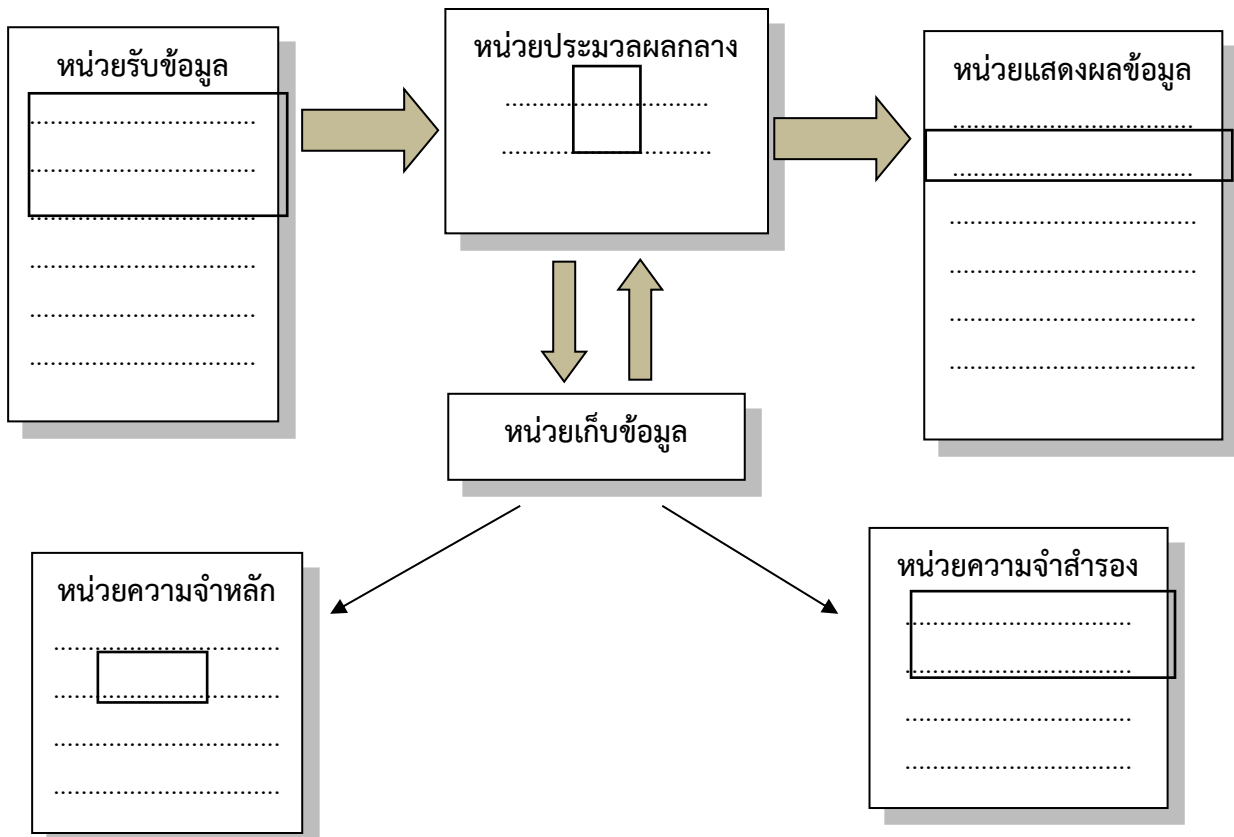 หน่วยรับข้อมูล
หน่วยประมวลผลกลาง
หน่วยแสดงผลข้อมูล
หน่วยเก็บข้อมูล
หน่วยความจำหลัก
หน่วยความจำสำรอง